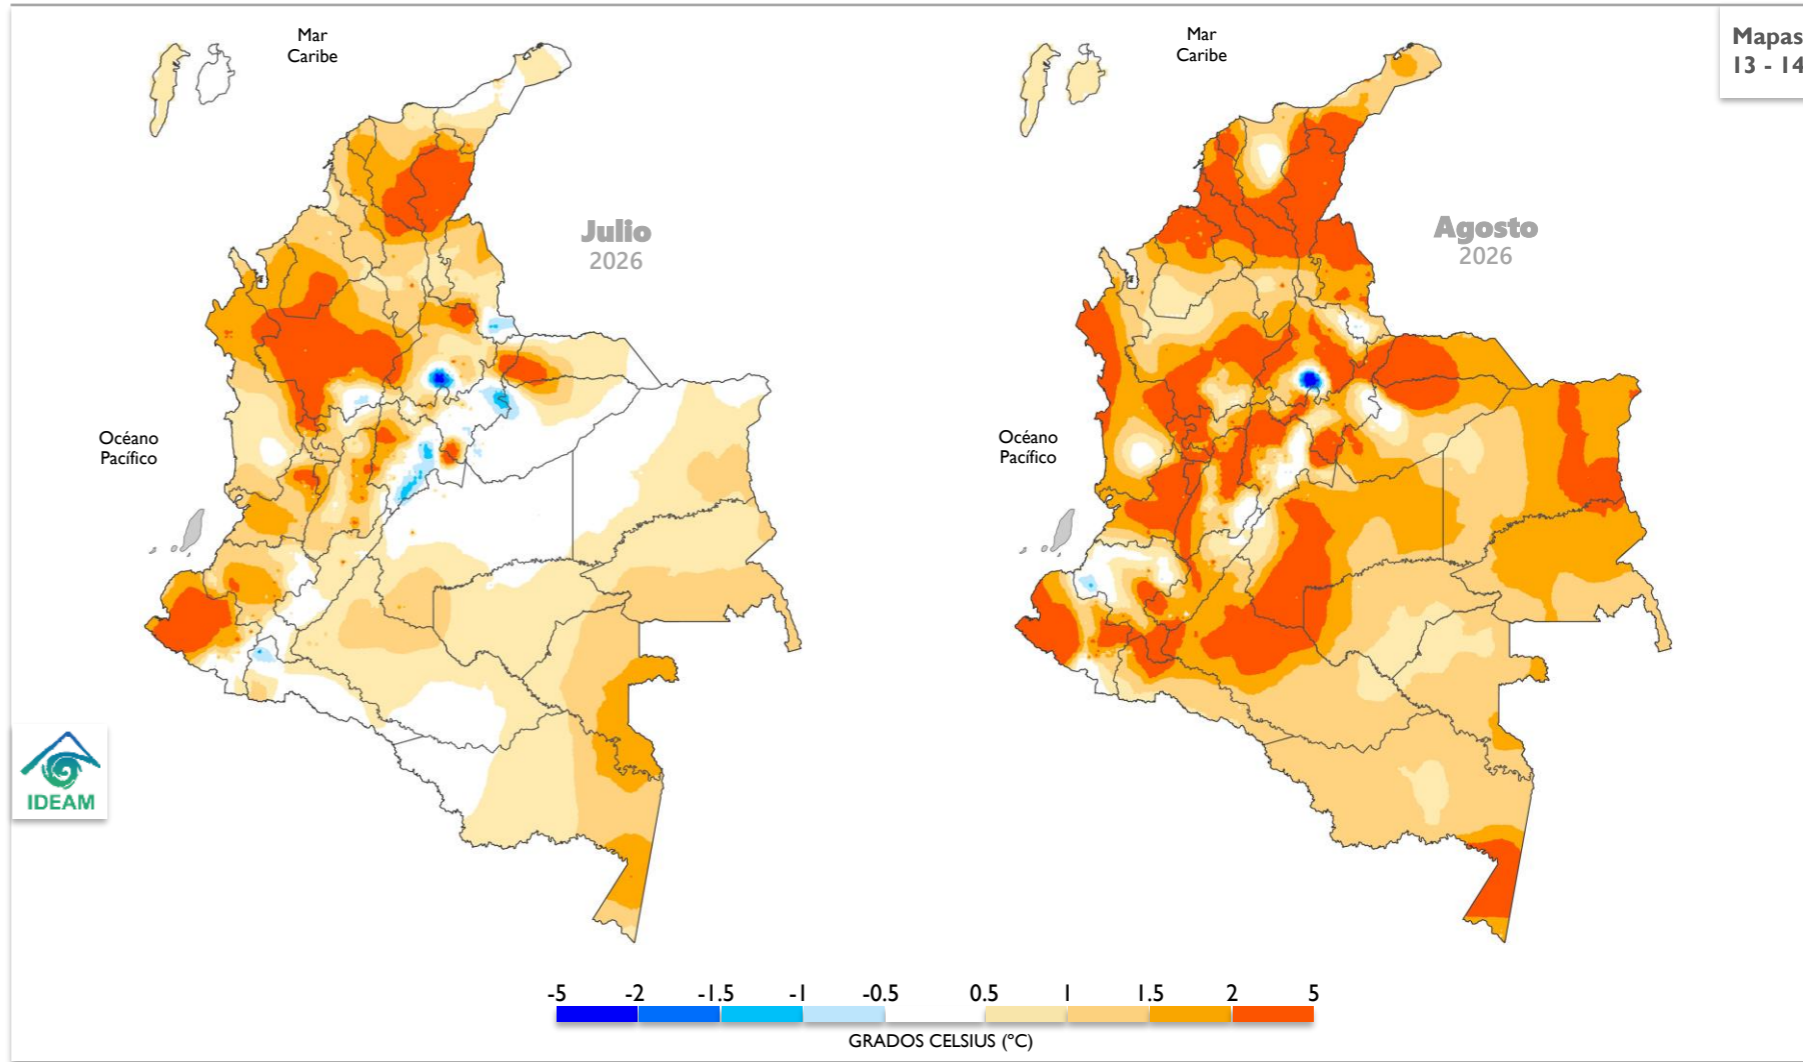 Mar
Caribe
Mar
Caribe
Mapas
13 - 14
Julio
2026
Agosto
2026
Océano
Pacífico
Océano
Pacífico
IDEAM
-5 -2 -1.5 -1 -0.5 0.5 1 1.5 2 5
GRADOS CELSIUS (°C)